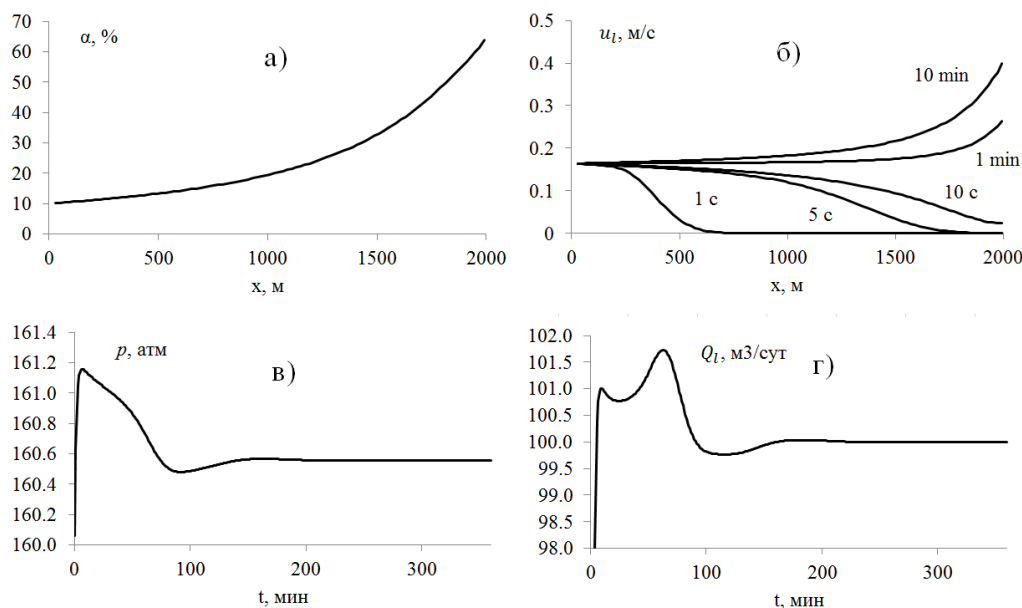 α, %
а)
70
60
50
40
30
20
10
0
0 500 1000 1500 2000
x, м
u_l, м/с
б)
0.5
0.4
0.3
0.2
0.1
0
10 min
1 min
10 с
5 с
1 с
0 500 1000 1500 2000
x, м
p, атм
в)
161.4
161.2
161.0
160.8
160.6
160.4
160.2
160.0
0 100 200 300
t, мин
Q_l, м3/сут
г)
102.0
101.5
101.0
100.5
100.0
99.5
99.0
98.5
98.0
0 100 200 300
t, мин